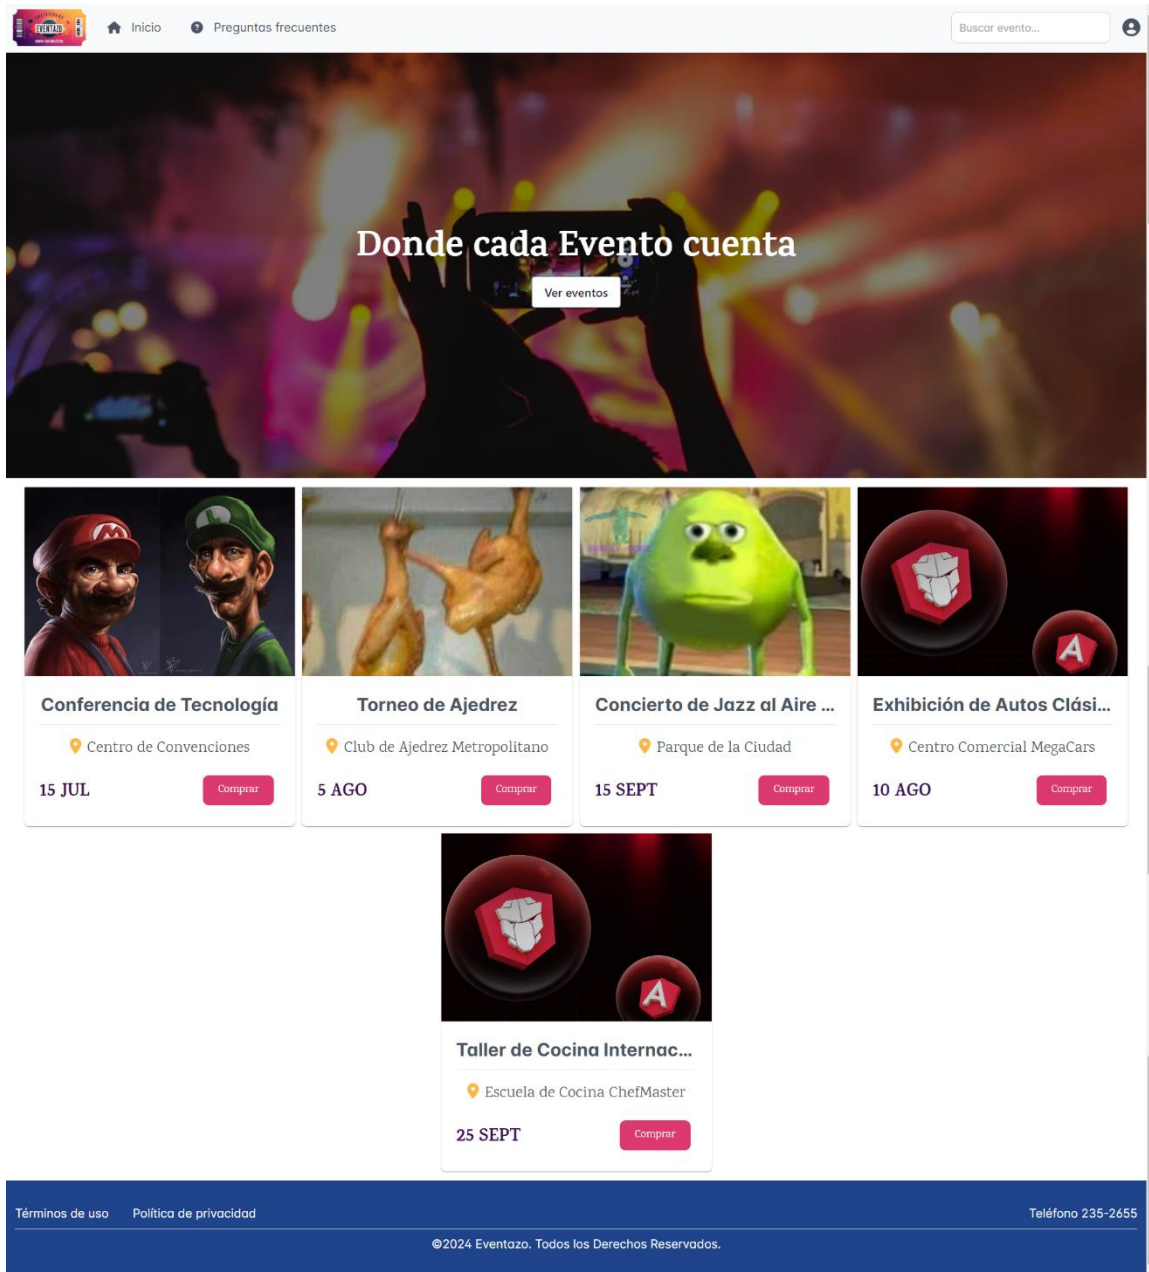 EVENTAZO
Inicio
Preguntas frecuentes
Buscar evento...
Donde cada Evento cuenta
Ver eventos
Conferencia de Tecnología
Centro de Convenciones
15 JUL
Comprar
Torneo de Ajedrez
Club de Ajedrez Metropolitano
5 AGO
Comprar
Concierto de Jazz al Aire ...
Parque de la Ciudad
15 SEPT
Comprar
Exhibición de Autos Clási...
Centro Comercial MegaCars
10 AGO
Comprar
Taller de Cocina Internac...
Escuela de Cocina ChefMaster
25 SEPT
Comprar
Términos de uso
Política de privacidad
Teléfono 235-2655
©2024 Eventazo. Todos los Derechos Reservados.